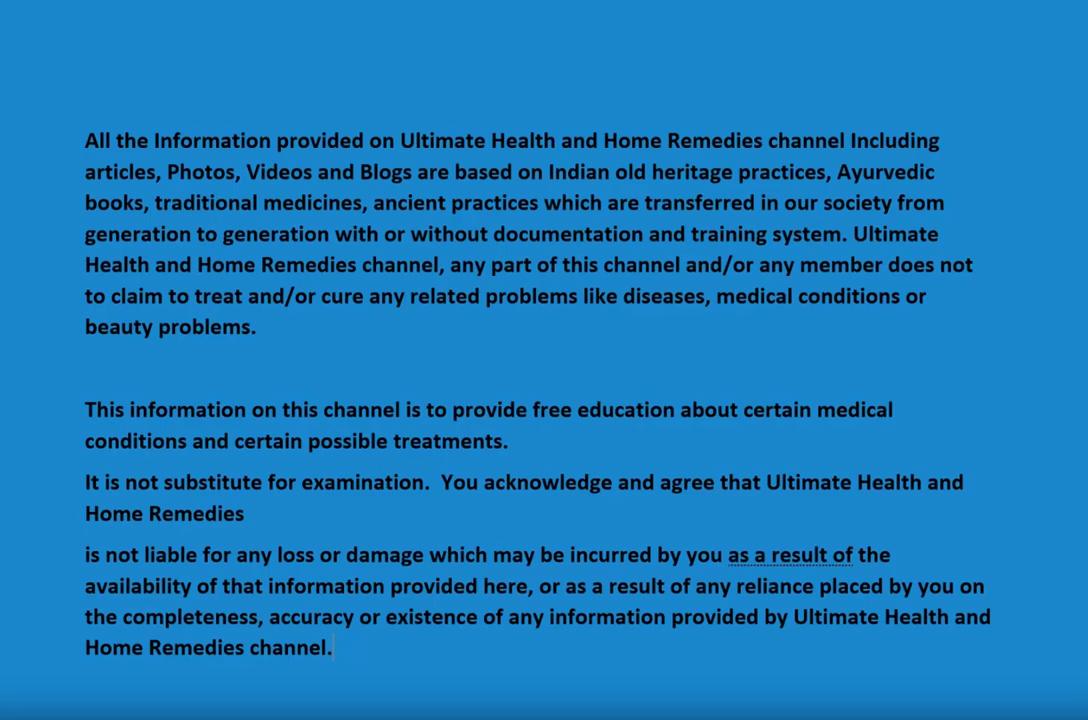 All the Information provided on Ultimate Health and Home Remedies channel Including
articles, Photos, Videos and Blogs are based on Indian old heritage practices, Ayurvedic
books, traditional medicines, ancient practices which are transferred in our society from
generation to generation with or without documentation and training system. Ultimate
Health and Home Remedies channel, any part of this channel and/or any member does not
to claim to treat and/or cure any related problems like diseases, medical conditions or
beauty problems.
This information on this channel is to provide free education about certain medical
conditions and certain possible treatments.
It is not substitute for examination.  You acknowledge and agree that Ultimate Health and
Home Remedies
is not liable for any loss or damage which may be incurred by you as a result of the
availability of that information provided here, or as a result of any reliance placed by you on
the completeness, accuracy or existence of any information provided by Ultimate Health and
Home Remedies channel.